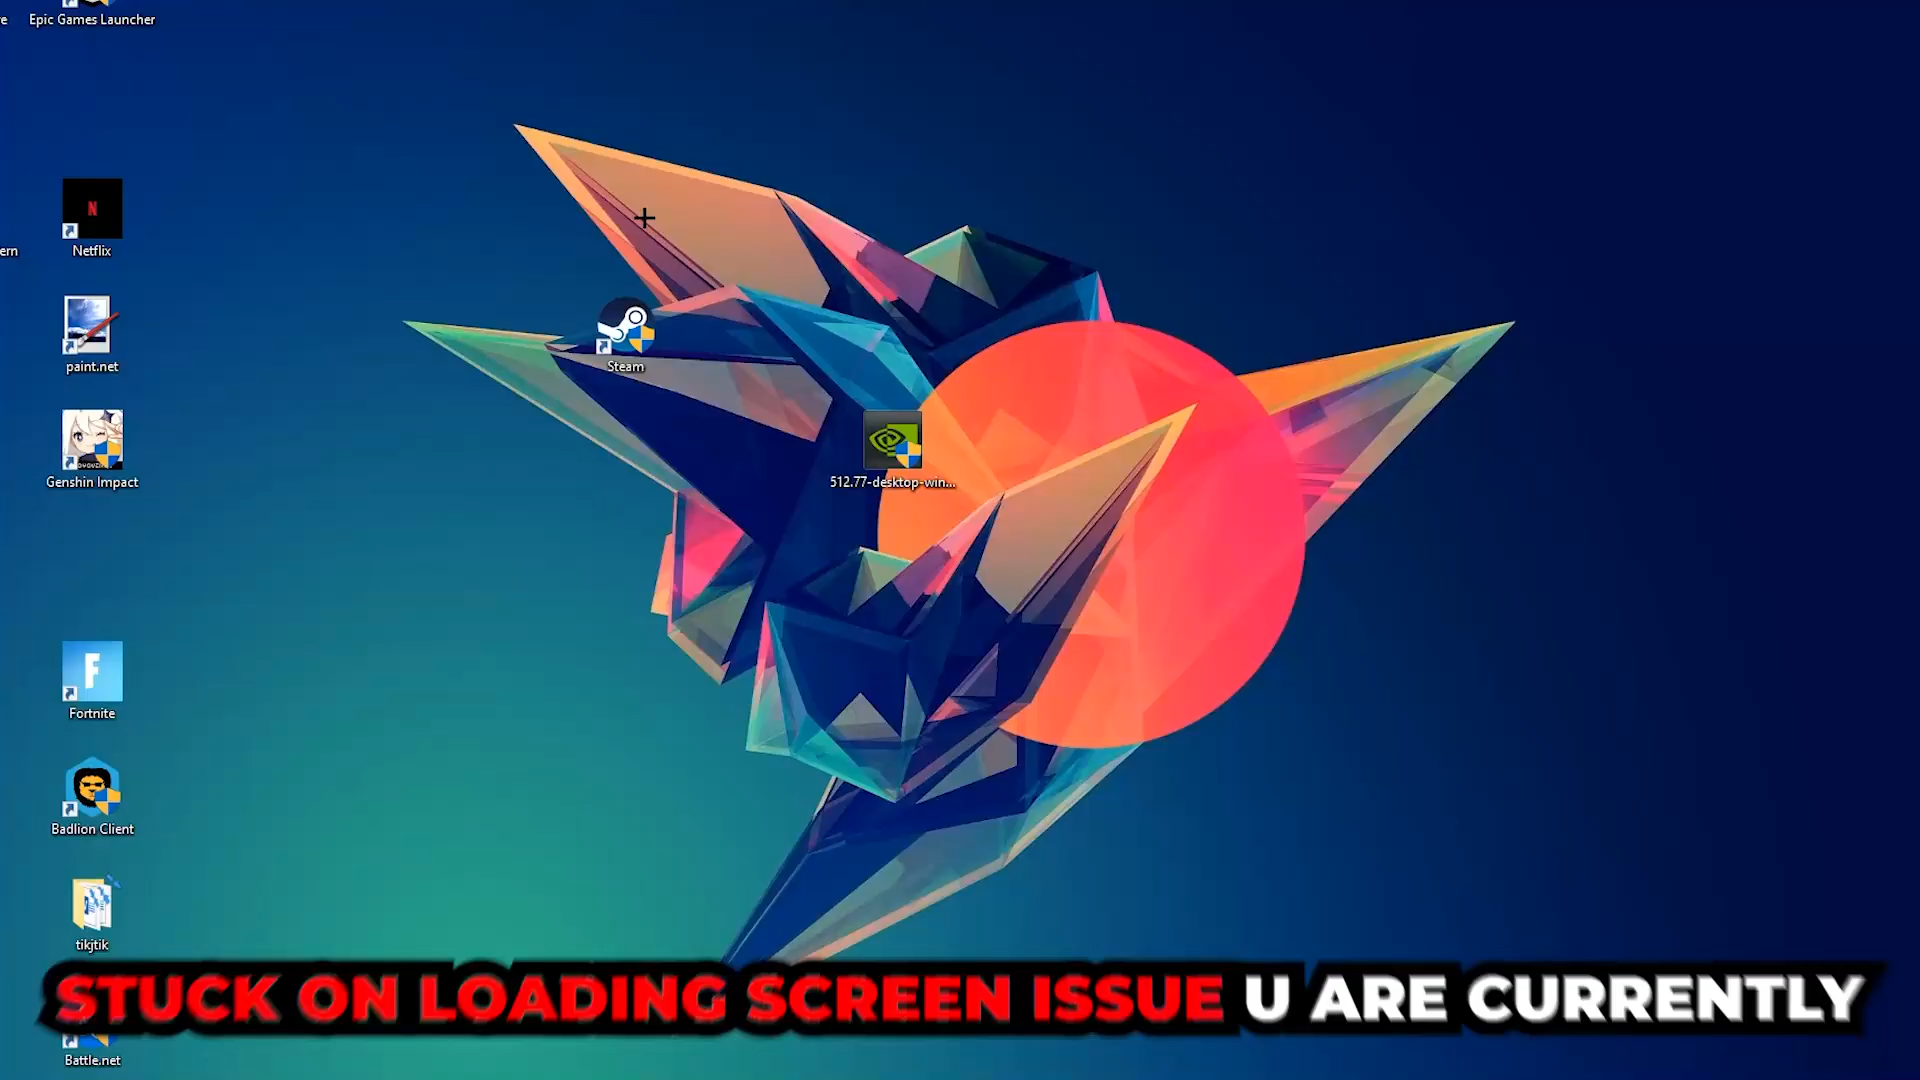 Epic Games Launcher
Netflix
ern
paint.net
Steam
Genshin Impact
512.77-desktop-win...
Fortnite
Badlion Client
tikjtik
STUCK ON LOADING SCREEN ISSUE U ARE CURRENTLY
Battle.net